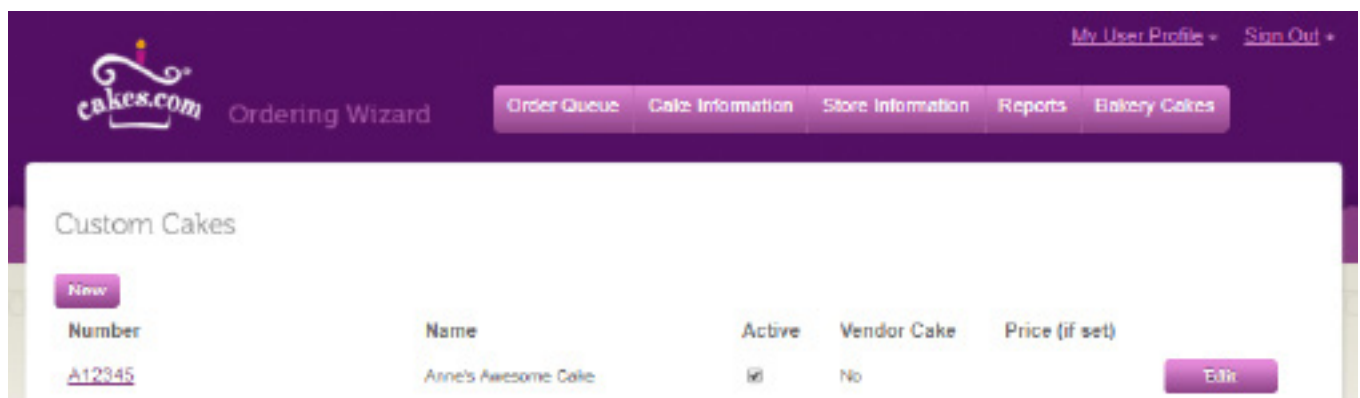 My User Profile Sign Out
cakes.com Ordering Wizard Order Queue Cake Information Store Information Reports Bakery Cakes
Custom Cakes
New
Number Name Active Vendor Cake Price (if set)
A12345 Anne's Awesome Cake No Edit